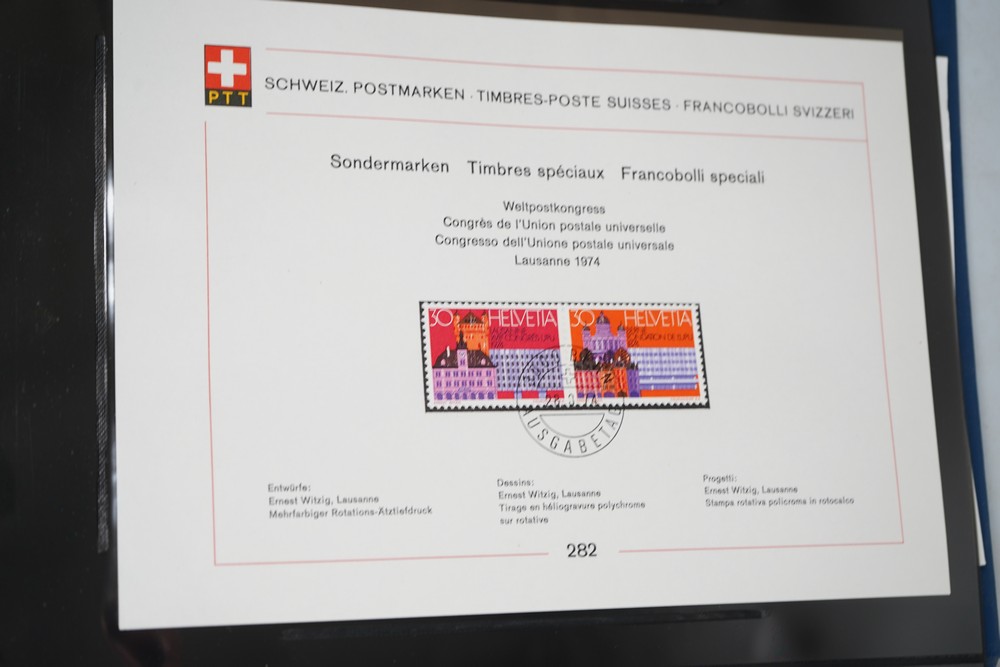 PTT
SCHWEIZ. POSTMARKEN · TIMBRES-POSTE SUISSES · FRANCOBOLLI SVIZZERI
Sondermarken Timbres spéciaux Francobolli speciali
Weltpostkongress
Congrès de l'Union postale universelle
Congresso dell'Unione postale universale
Lausanne 1974
30 HELVETIA
30 HELVETIA
AUSGABETAG
Entwürfe:
Ernest Witzig, Lausanne
Mehrfarbiger Rotations-Ätztiefdruck
Dessins:
Ernest Witzig, Lausanne
Tirage en héliogravure polychrome
sur rotative
Progetti:
Ernest Witzig, Lausanne
Stampa rotativa policroma in rotocalco
282